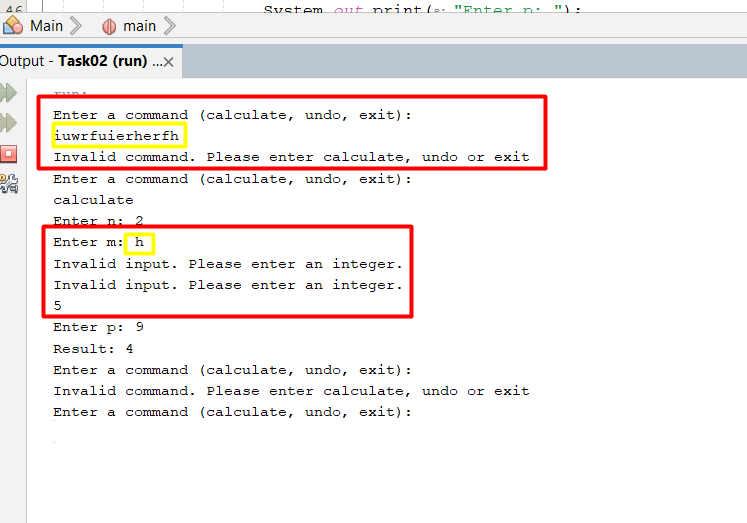 46 System.out.print(s: "Enter p: ");
Main main
Output - Task02 (run) ... ×
run:
Enter a command (calculate, undo, exit):
iuwrfuierherfh
Invalid command. Please enter calculate, undo or exit
Enter a command (calculate, undo, exit):
calculate
Enter n: 2
Enter m: h
Invalid input. Please enter an integer.
Invalid input. Please enter an integer.
5
Enter p: 9
Result: 4
Enter a command (calculate, undo, exit):
Invalid command. Please enter calculate, undo or exit
Enter a command (calculate, undo, exit):